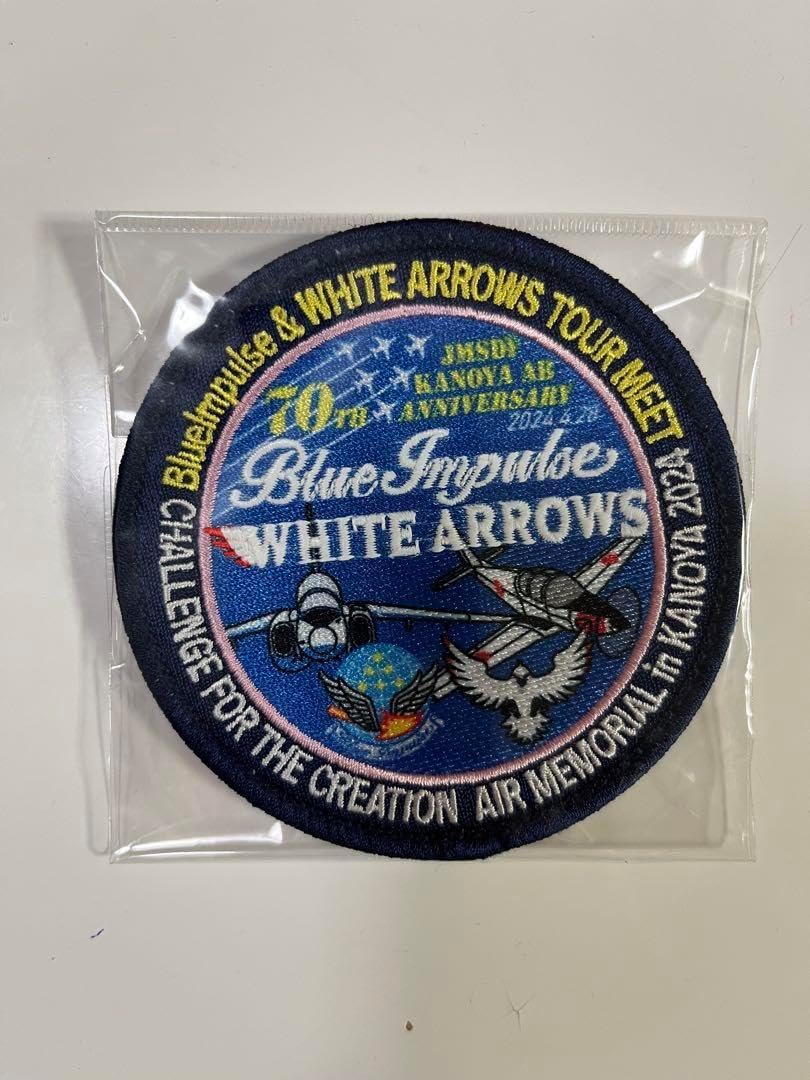 BlueImpulse & WHITE ARROWS TOUR MEET
70TH
JMSDF
KANOYA AB
ANNIVERSARY
2024.4.28
Blue Impulse
WHITE ARROWS
CHALLENGE FOR THE CREATION AIR MEMORIAL in KANOYA 2024